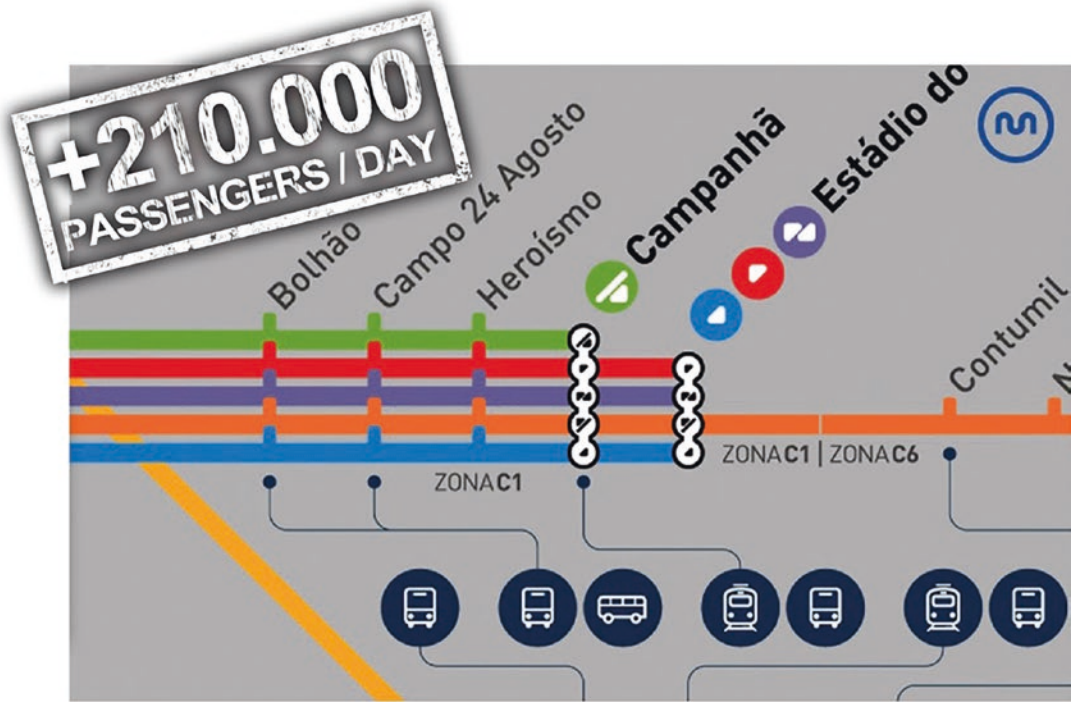 +210.000
PASSENGERS / DAY
Bolhão
Campo 24 Agosto
Heroísmo
Campanhã
Estádio do
Contumil
N
ZONA C1
ZONA C1 | ZONA C6